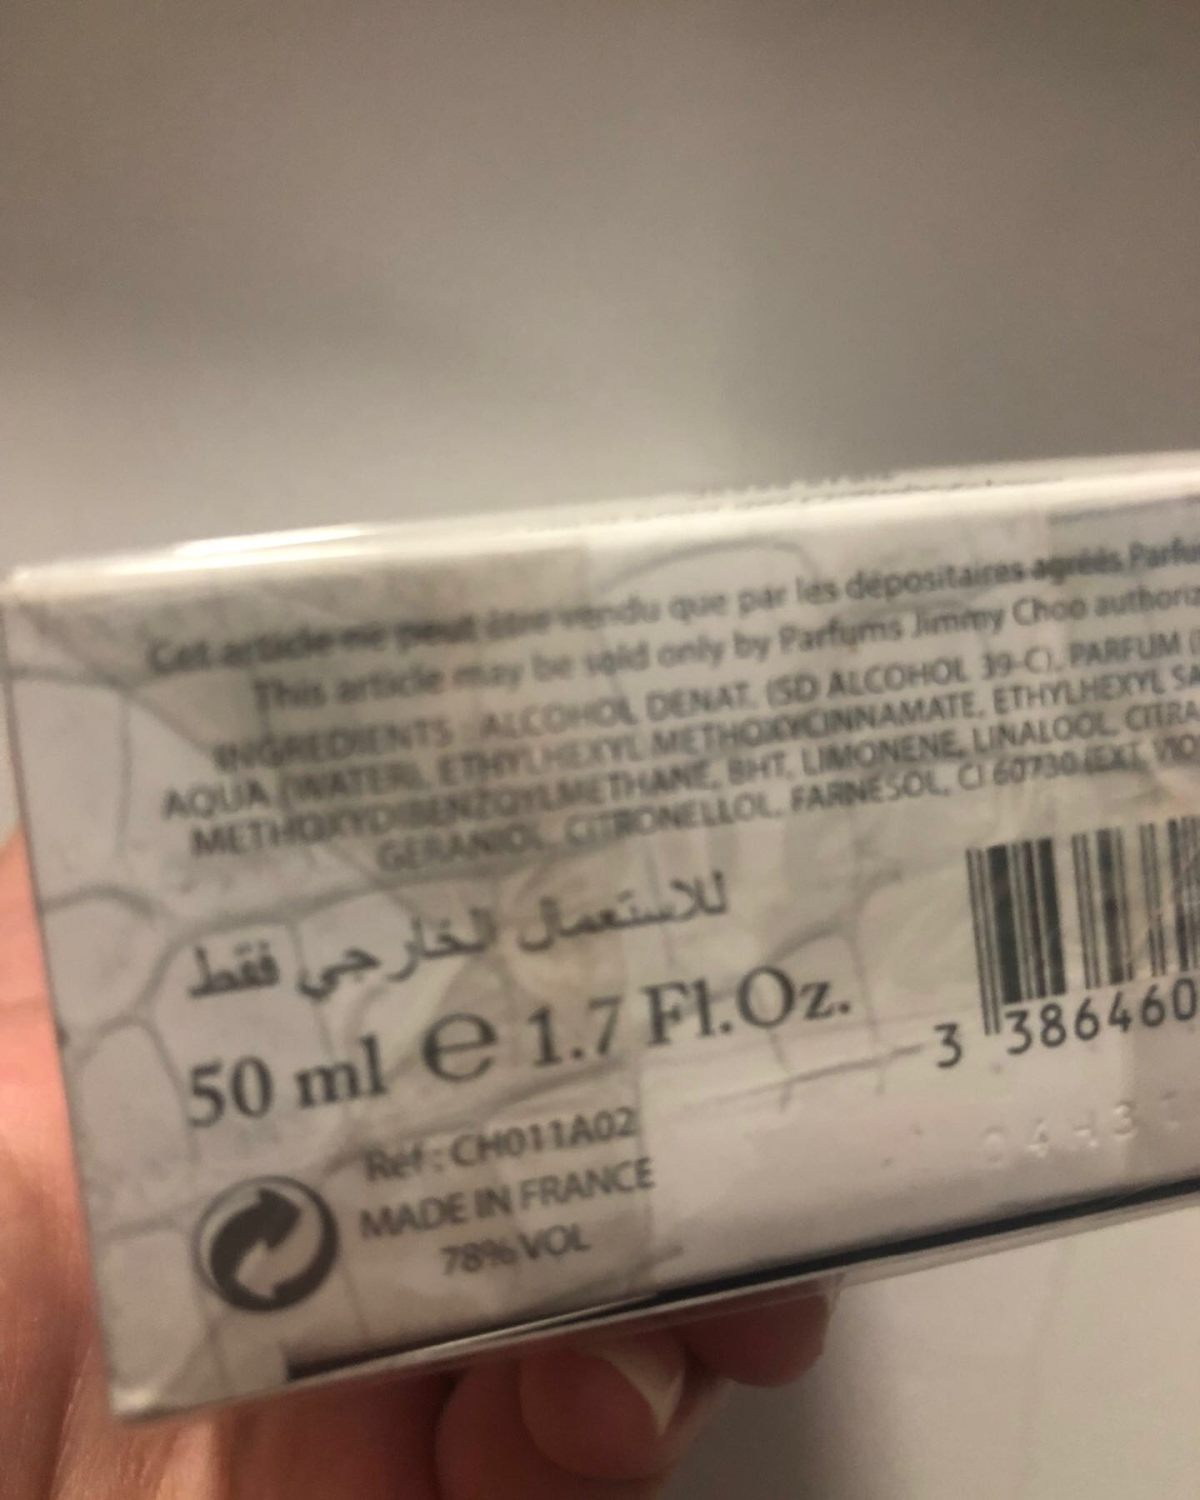 Cet article ne peut être vendu que par les dépositaires agréés Parfu
This article may be sold only by Parfums Jimmy Choo authoriz
INGREDIENTS : ALCOHOL DENAT. (SD ALCOHOL 39-C), PARFUM (
AQUA (WATER), ETHYLHEXYL METHOXYCINNAMATE, ETHYLHEXYL SA
METHOXYDIBENZOYLMETHANE, BHT, LIMONENE, LINALOOL, CITRA
GERANIOL, CITRONELLOL, FARNESOL, CI 60730 (EXT. VIO
للاستعمال الخارجي فقط
50 ml e 1.7 Fl.Oz.
3 386460
Réf : CH011A02
MADE IN FRANCE
78% VOL